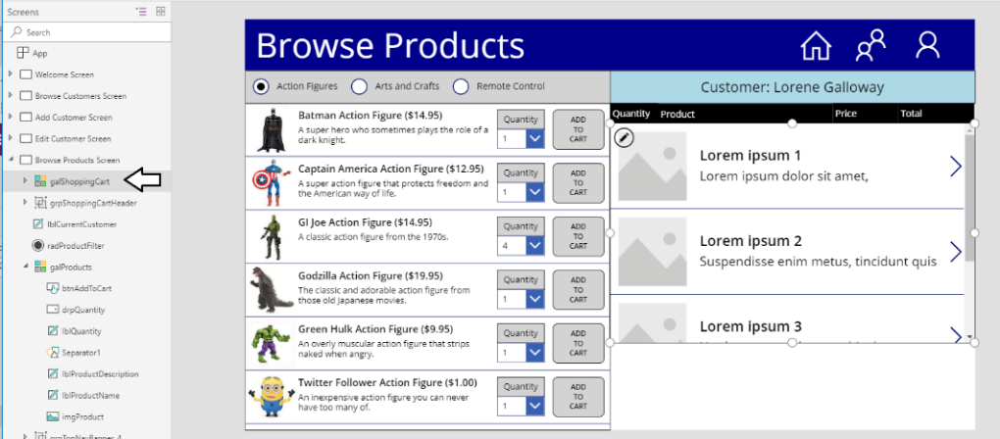 Screens
Search
App
Welcome Screen
Browse Customers Screen
Add Customer Screen
Edit Customer Screen
Browse Products Screen
galShoppingCart
grpShoppingCartHeader
lblCurrentCustomer
radProductFilter
galProducts
btnAddToCart
drpQuantity
lblQuantity
Separator1
lblProductDescription
lblProductName
imgProduct
grpTopNavBanner_4
Browse Products
Action Figures Arts and Crafts Remote Control
Batman Action Figure ($14.95)
A super hero who sometimes plays the role of a
dark knight.
Quantity
1
ADD
TO
CART
Captain America Action Figure ($12.95)
A super action figure that protects freedom and
the American way of life.
Quantity
1
ADD
TO
CART
GI Joe Action Figure ($14.95)
A classic action figure from the 1970s.
Quantity
4
ADD
TO
CART
Godzilla Action Figure ($19.95)
The classic and adorable action figure from
those old Japanese movies.
Quantity
1
ADD
TO
CART
Green Hulk Action Figure ($9.95)
An overly muscular action figure that strips
naked when angry.
Quantity
1
ADD
TO
CART
Twitter Follower Action Figure ($1.00)
An inexpensive action figure you can never
have too many of.
Quantity
1
ADD
TO
CART
Customer: Lorene Galloway
Quantity Product Price Total
Lorem ipsum 1
Lorem ipsum dolor sit amet,
Lorem ipsum 2
Suspendisse enim metus, tincidunt quis
Lorem ipsum 3